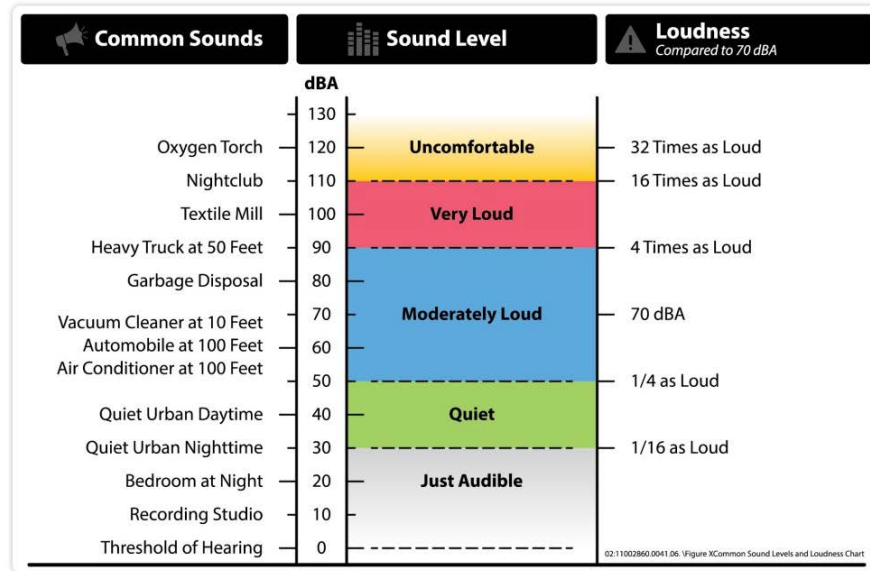 Common Sounds
Sound Level
Loudness
Compared to 70 dBA
dBA
130
Oxygen Torch 120 Uncomfortable 32 Times as Loud
Nightclub 110 16 Times as Loud
Textile Mill 100 Very Loud
Heavy Truck at 50 Feet 90 4 Times as Loud
Garbage Disposal 80
70 Moderately Loud 70 dBA
Vacuum Cleaner at 10 Feet
Automobile at 100 Feet 60
Air Conditioner at 100 Feet
50 1/4 as Loud
Quiet Urban Daytime 40 Quiet
Quiet Urban Nighttime 30 1/16 as Loud
Bedroom at Night 20 Just Audible
Recording Studio 10
Threshold of Hearing 0
02:11002860.0041.06. \Figure XCommon Sound Levels and Loudness Chart